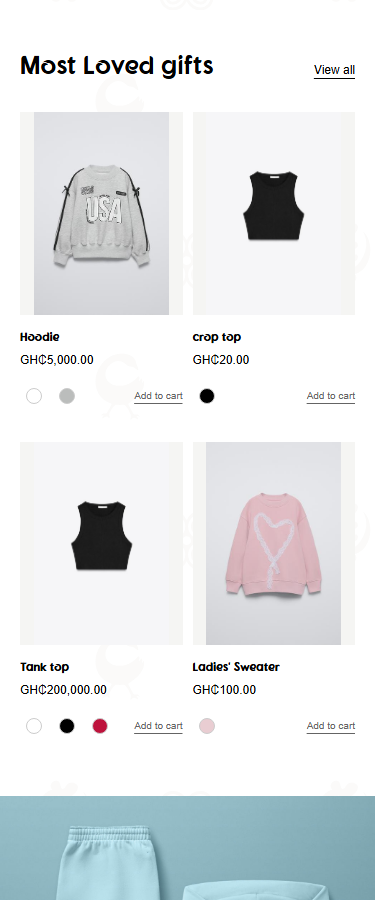 Most Loved gifts
View all
USA
Hoodie
GH₵5,000.00
Add to cart
crop top
GH₵20.00
Add to cart
Tank top
GH₵200,000.00
Add to cart
Ladies' Sweater
GH₵100.00
Add to cart